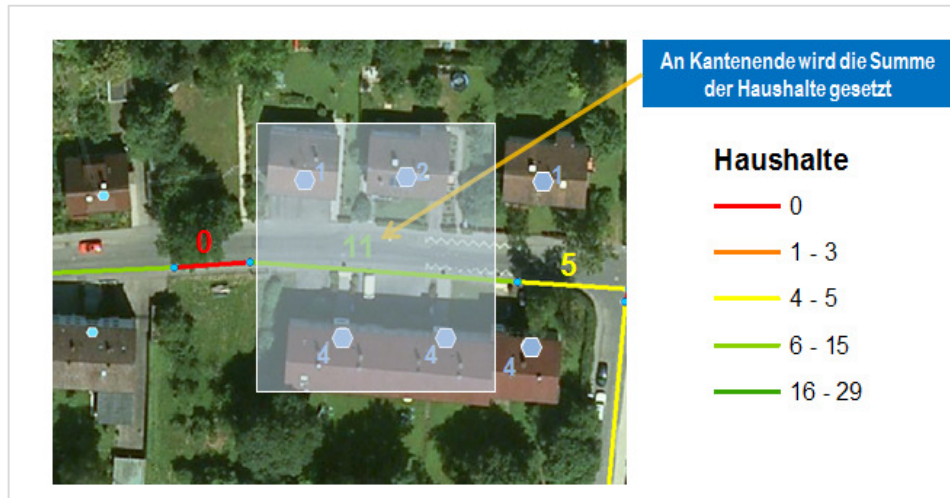 An Kantenende wird die Summe
der Haushalte gesetzt
1
2
1
0
11
5
4
4
4
Haushalte
0
1 - 3
4 - 5
6 - 15
16 - 29